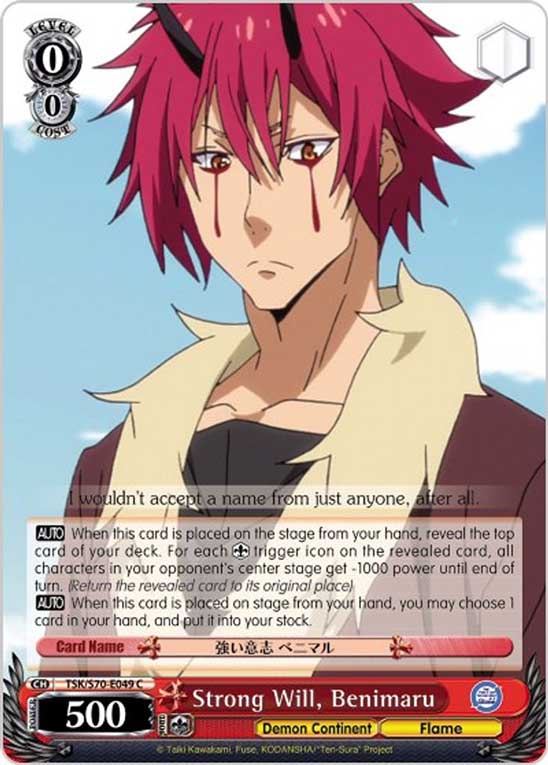 LEVEL
0
0
COST
I wouldn't accept a name from just anyone, after all.
AUTO When this card is placed on the stage from your hand, reveal the top
card of your deck. For each trigger icon on the revealed card, all
characters in your opponent's center stage get -1000 power until end of
turn. (Return the revealed card to its original place)
AUTO When this card is placed on stage from your hand, you may choose 1
card in your hand, and put it into your stock.
Card Name 強い意志 ベニマル
CH TSK/S70-E049 C
Strong Will, Benimaru
POWER 500 SOUL
Demon Continent Flame
© Taiki Kawakami, Fuse, KODANSHA/"Ten-Sura" Project